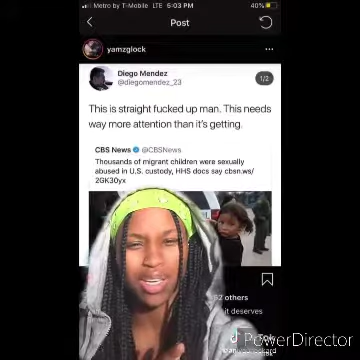 Metro by T-Mobile LTE 6:03 PM 40%
Post
yamzglock
Diego Mendez
@diegomendez_23
1/2
This is straight fucked up man. This needs
way more attention than it's getting.
CBS News @CBSNews
Thousands of migrant children were sexually
abused in U.S. custody, HHS docs say cbsn.ws/
2GK30yx
2 others
it deserves
PowerDirector